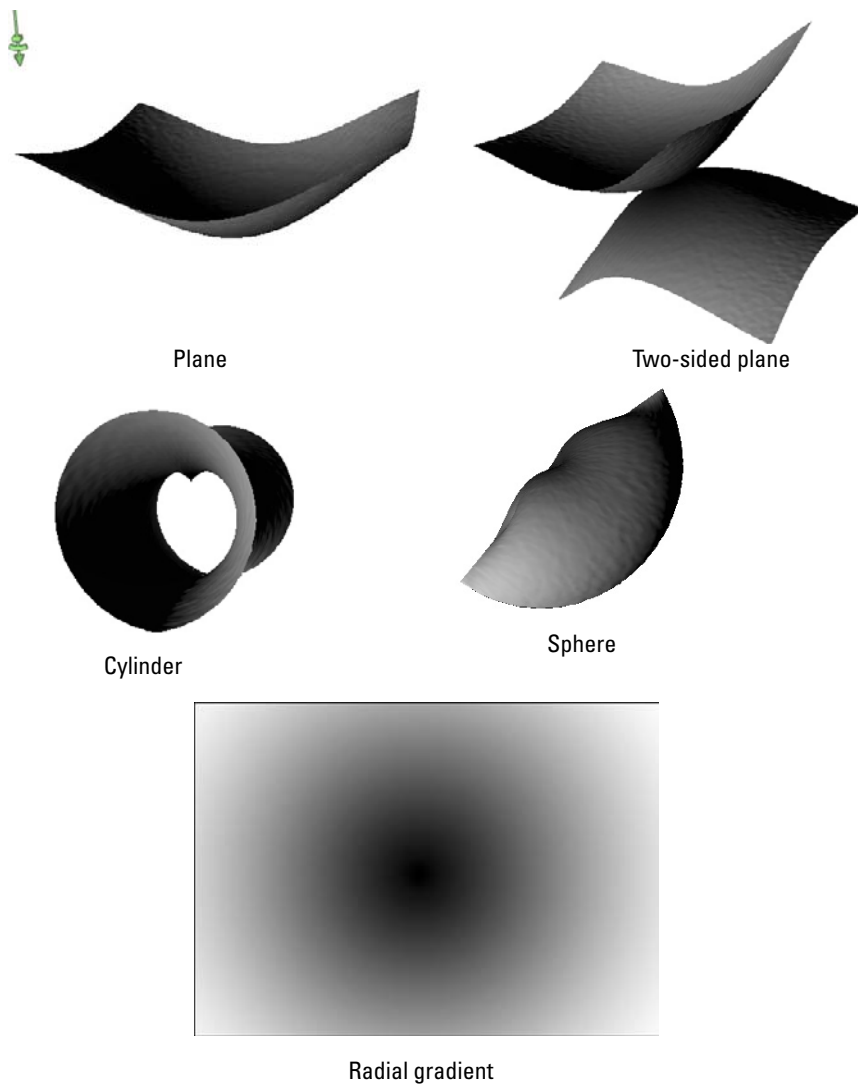 Plane
Two-sided plane
Cylinder
Sphere
Radial gradient